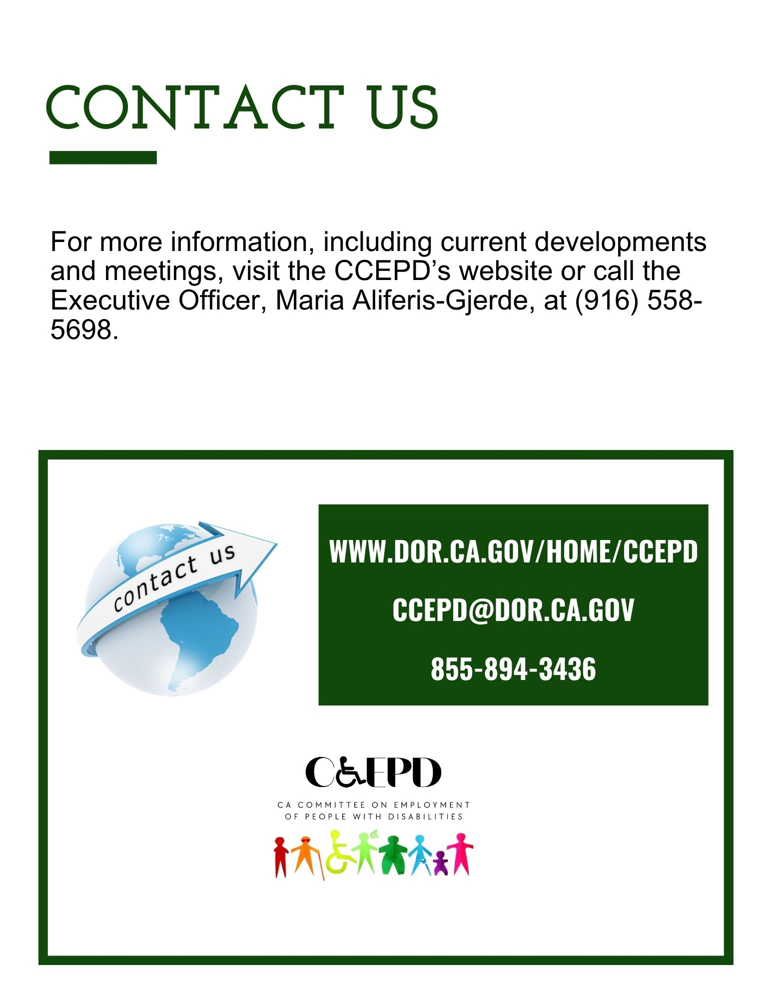 CONTACT US
For more information, including current developments
and meetings, visit the CCEPD’s website or call the
Executive Officer, Maria Aliferis-Gjerde, at (916) 558-
5698.
contact us
WWW.DOR.CA.GOV/HOME/CCEPD
CCEPD@DOR.CA.GOV
855-894-3436
CCEPD
CA COMMITTEE ON EMPLOYMENT
OF PEOPLE WITH DISABILITIES